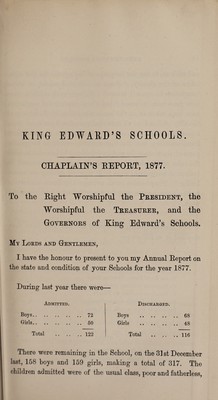 KING EDWARD'S SCHOOLS.
CHAPLAIN'S REPORT, 1877.
To the Right Worshipful the PRESIDENT, the
Worshipful the TREASURER, and the
GOVERNORS of King Edward's Schools.
MY LORDS AND GENTLEMEN,
I have the honour to present to you my Annual Report on
the state and condition of your Schools for the year 1877.
During last year there were—
ADMITTED. DISCHARGED.
Boys.. .. .. .. .. 72 Boys .. .. .. .. 68
Girls.. .. .. .. .. 50 Girls .. .. .. .. 48
Total .. .. .. 122 Total .. .. .. 116
There were remaining in the School, on the 31st December
last, 158 boys and 159 girls, making a total of 317. The
children admitted were of the usual class, poor and fatherless,